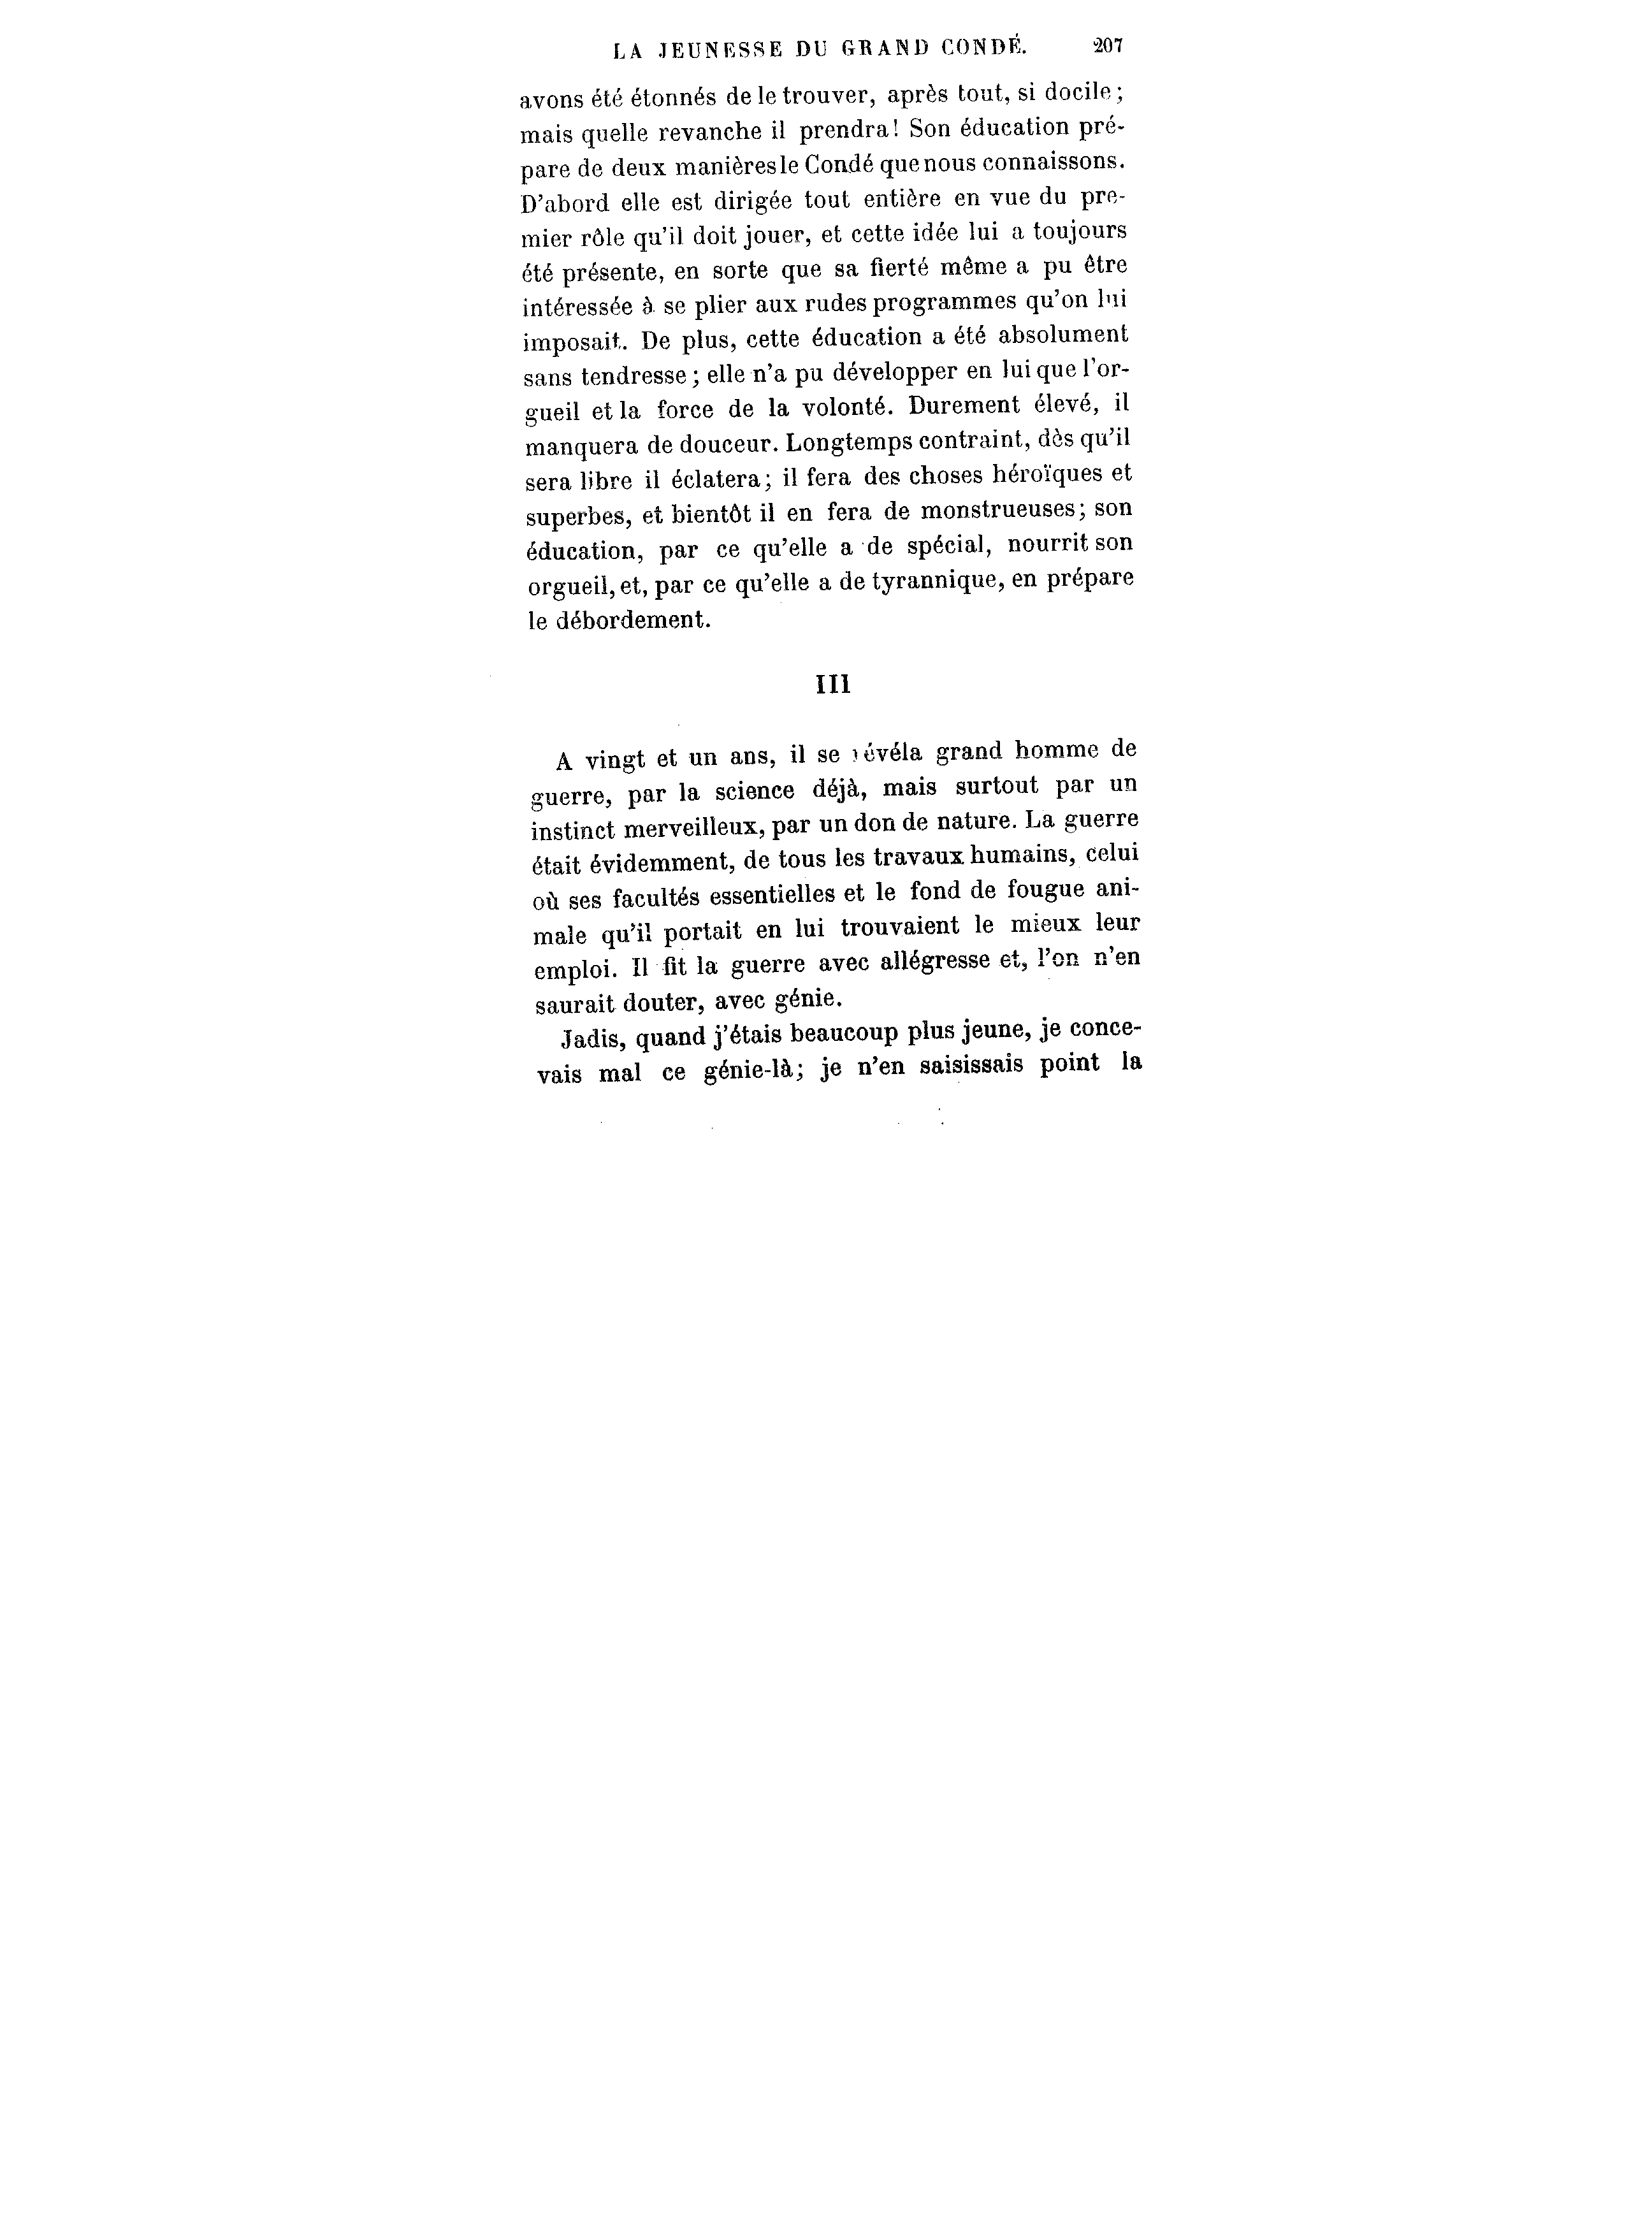 LA JEUNESSE DU GRAND CONDÉ. 207
avons été étonnés de le trouver, après tout, si docile;
mais quelle revanche il prendra! Son éducation pré-
pare de deux manières le Condé que nous connaissons.
D'abord elle est dirigée tout entière en vue du pre-
mier rôle qu'il doit jouer, et cette idée lui a toujours
été présente, en sorte que sa fierté même a pu être
intéressée à se plier aux rudes programmes qu'on lui
imposait. De plus, cette éducation a été absolument
sans tendresse; elle n'a pu développer en lui que l'or-
gueil et la force de la volonté. Durement élevé, il
manquera de douceur. Longtemps contraint, dès qu'il
sera libre il éclatera; il fera des choses héroïques et
superbes, et bientôt il en fera de monstrueuses; son
éducation, par ce qu'elle a de spécial, nourrit son
orgueil, et, par ce qu'elle a de tyrannique, en prépare
le débordement.
III
A vingt et un ans, il se révéla grand homme de
guerre, par la science déjà, mais surtout par un
instinct merveilleux, par un don de nature. La guerre
était évidemment, de tous les travaux humains, celui
où ses facultés essentielles et le fond de fougue ani-
male qu'il portait en lui trouvaient le mieux leur
emploi. Il fit la guerre avec allégresse et, l'on n'en
saurait douter, avec génie.
Jadis, quand j'étais beaucoup plus jeune, je conce-
vais mal ce génie-là; je n'en saisissais point la